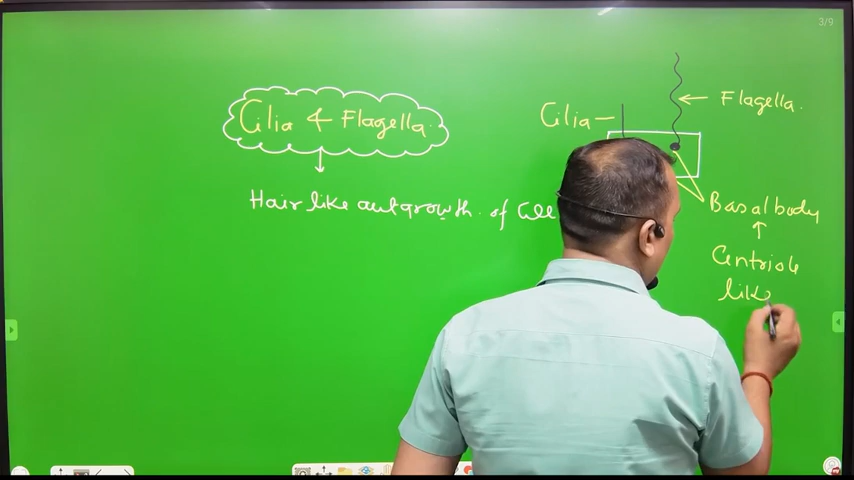 3/9
Cilia & Flagella.
Hair like outgrowth. of Cell
Cilia
Flagella.
Basal body
Centriole
like